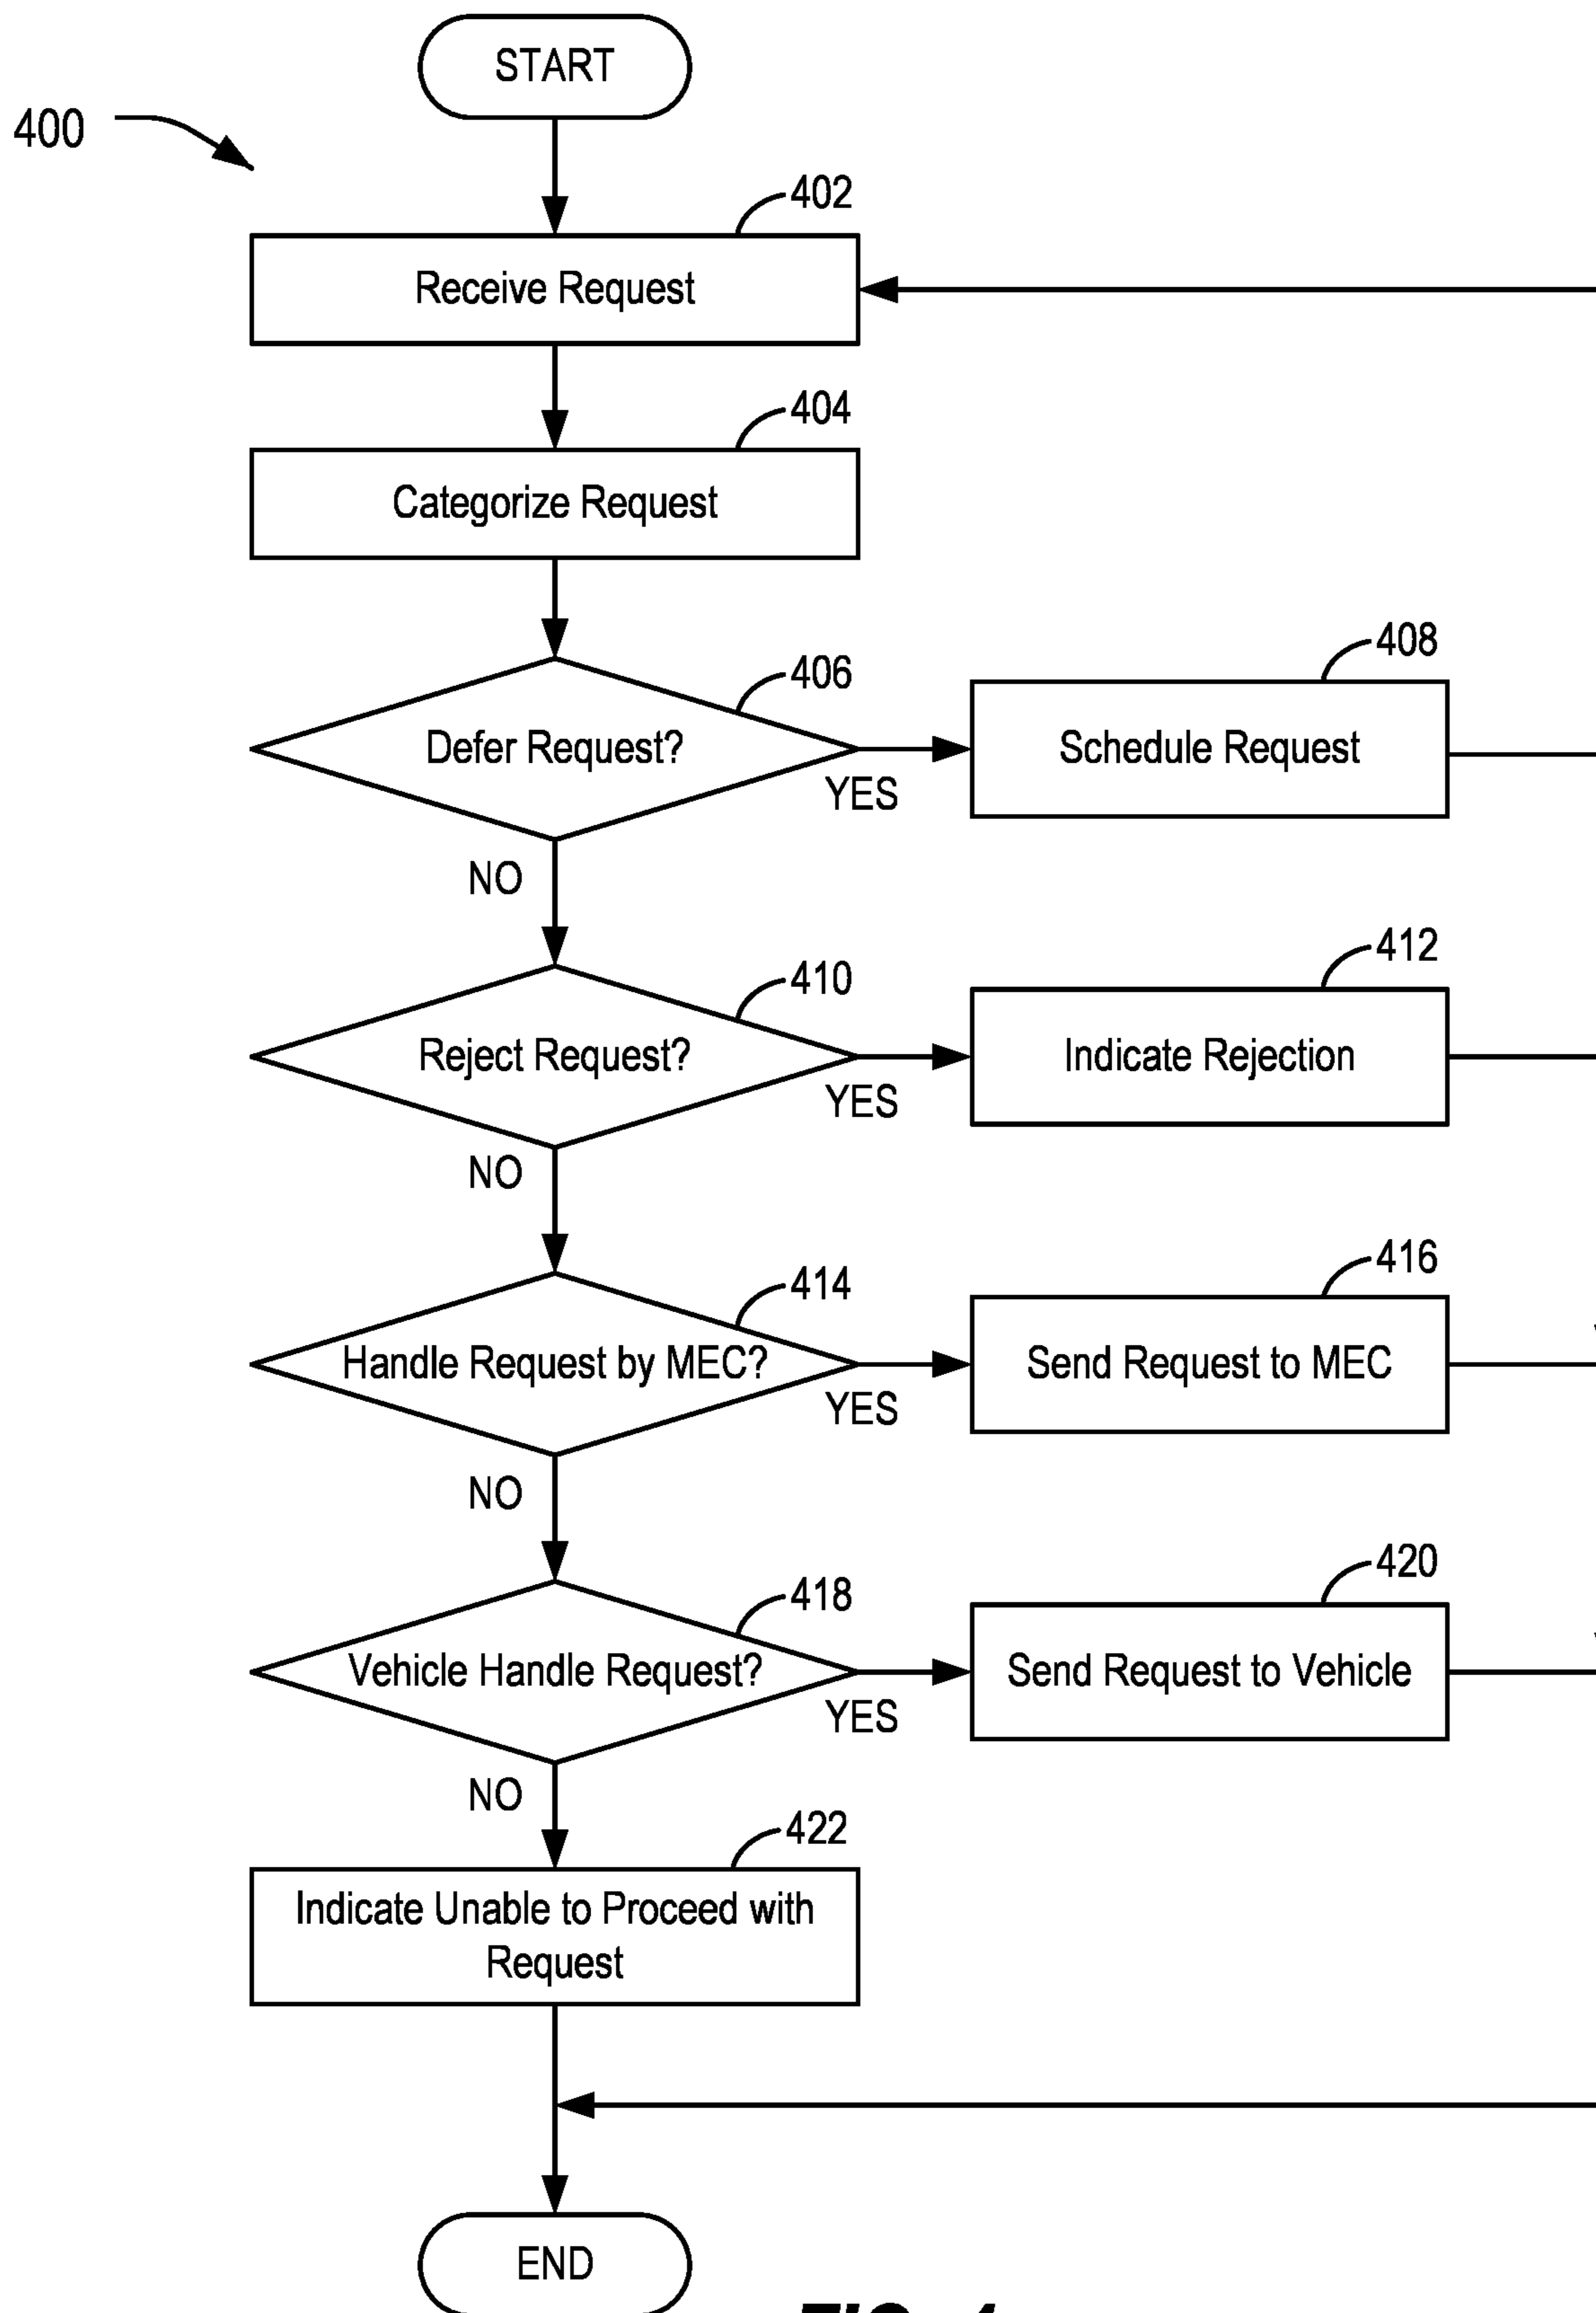 START
400
402
Receive Request
404
Categorize Request
406
Defer Request?
YES
NO
408
Schedule Request
410
Reject Request?
YES
NO
412
Indicate Rejection
414
Handle Request by MEC?
YES
NO
416
Send Request to MEC
418
Vehicle Handle Request?
YES
NO
420
Send Request to Vehicle
422
Indicate Unable to Proceed with
Request
END